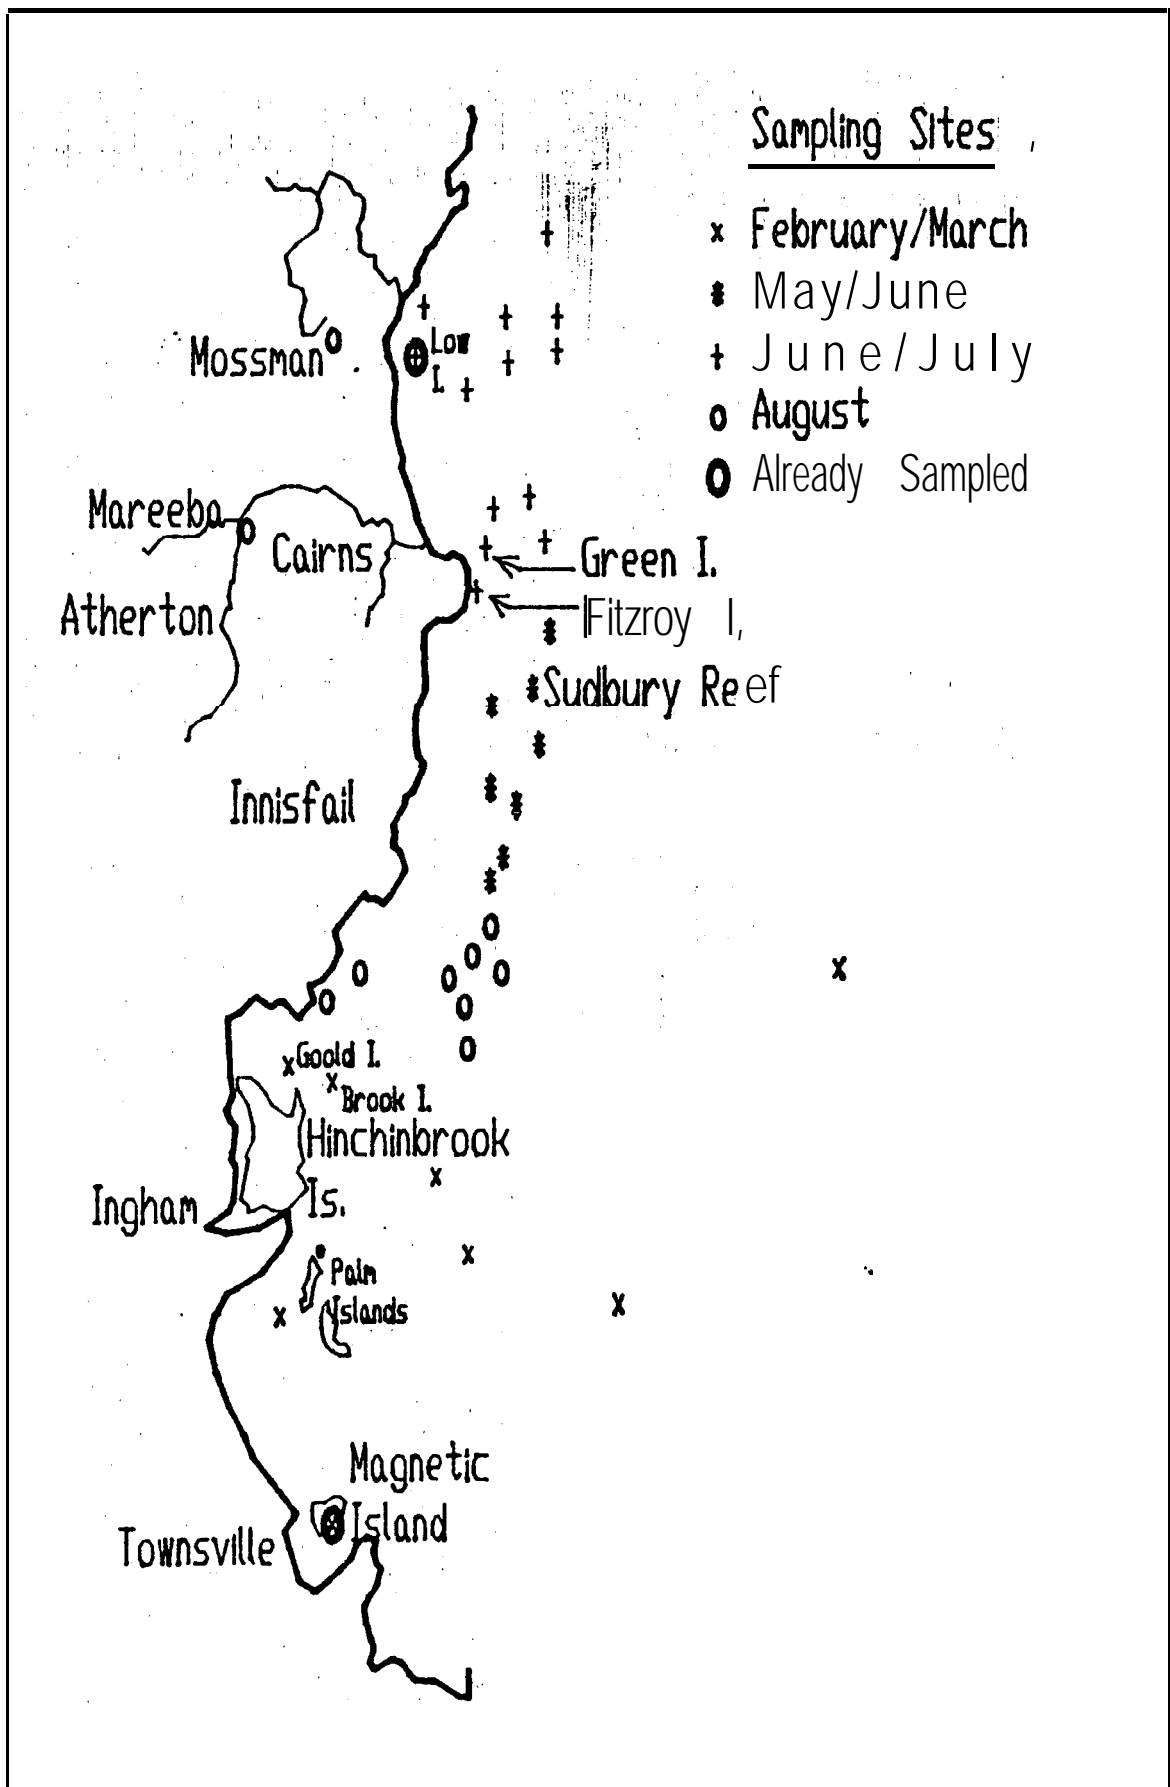 Sampling Sites
x February/March
May/June
June/July
August
Already Sampled
Mossman
Low
I.
Mareeba
Cairns
Green I.
Atherton
Fitzroy I,
Sudbury Reef
Innisfail
Goold I.
Brook I.
Hinchinbrook
Is.
Ingham
Palm
Islands
Magnetic
Island
Townsville